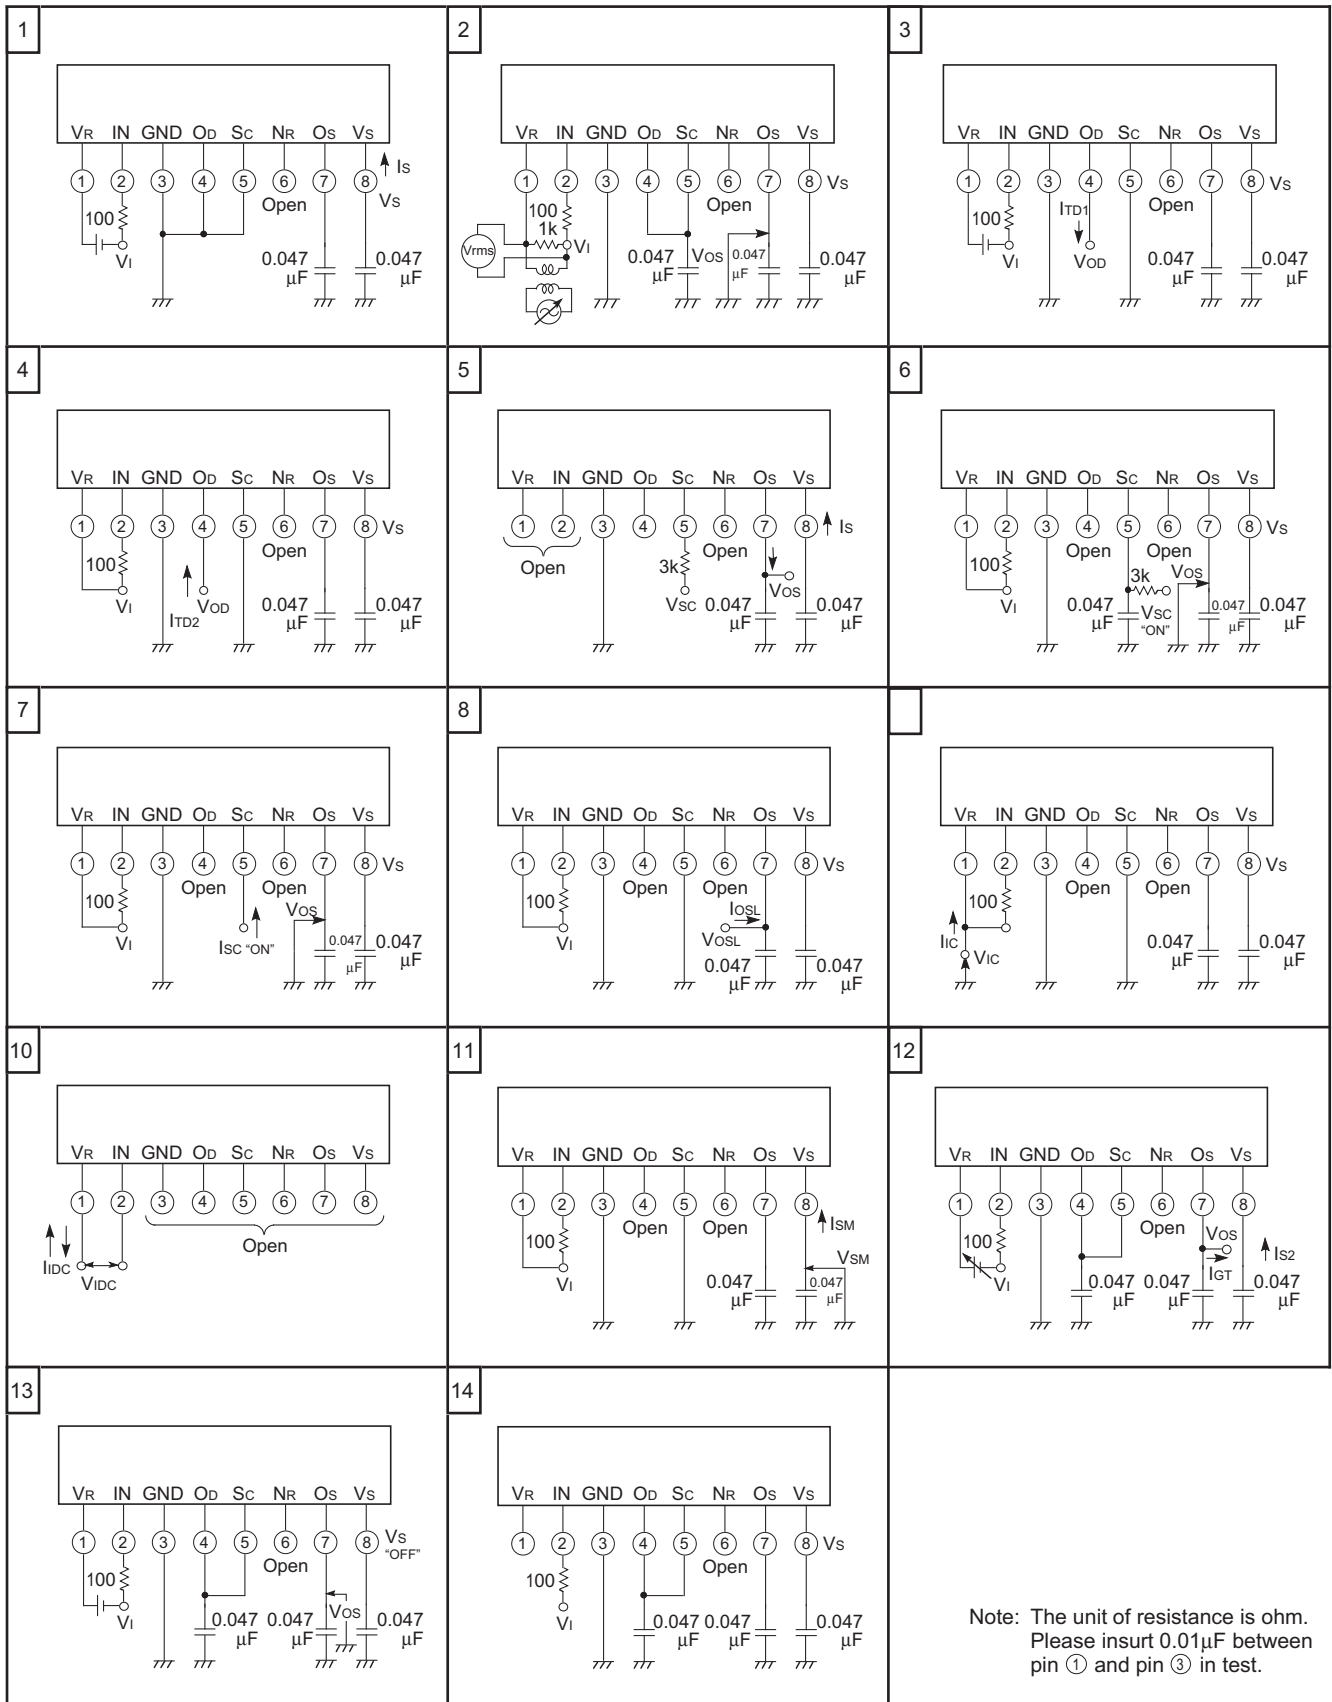 1
VR IN GND OD SC NR OS VS
1 2 3 4 5 6 7 8
IS
VS
Open
100
VI
0.047 μF
0.047 μF
2
VR IN GND OD SC NR OS VS
1 2 3 4 5 6 7 8 VS
Open
100
1k
Vrms
VI
0.047 μF
VOS
0.047 μF
0.047 μF
3
VR IN GND OD SC NR OS VS
1 2 3 4 5 6 7 8 VS
ITD1
Open
100
VI
VOD
0.047 μF
0.047 μF
4
VR IN GND OD SC NR OS VS
1 2 3 4 5 6 7 8 VS
Open
100
VI
ITD2
VOD
0.047 μF
0.047 μF
5
VR IN GND OD SC NR OS VS
1 2 3 4 5 6 7 8 IS
Open
Open
3k
VSC
VOS
0.047 μF
0.047 μF
6
VR IN GND OD SC NR OS VS
1 2 3 4 5 6 7 8 VS
Open
Open
100
3k
VOS
VI
0.047 μF
VSC
"ON"
0.047 μF
0.047 μF
7
VR IN GND OD SC NR OS VS
1 2 3 4 5 6 7 8 VS
Open
Open
100
VOS
VI
ISC "ON"
0.047 μF
0.047 μF
8
VR IN GND OD SC NR OS VS
1 2 3 4 5 6 7 8 VS
Open
Open
100
IOSL
VI
VOSL
0.047 μF
0.047 μF
VR IN GND OD SC NR OS VS
1 2 3 4 5 6 7 8 VS
Open
Open
100
IIC
VIC
0.047 μF
0.047 μF
10
VR IN GND OD SC NR OS VS
1 2 3 4 5 6 7 8
Open
IIDC
VIDC
11
VR IN GND OD SC NR OS VS
1 2 3 4 5 6 7 8
ISM
Open
Open
100
VSM
VI
0.047 μF
0.047 μF
12
VR IN GND OD SC NR OS VS
1 2 3 4 5 6 7 8
Open
100
VOS
IGT
IS2
VI
0.047 μF
0.047 μF
0.047 μF
13
VR IN GND OD SC NR OS VS
1 2 3 4 5 6 7 8 VS
"OFF"
Open
100
VI
0.047 μF
0.047 μF
VOS
0.047 μF
14
VR IN GND OD SC NR OS VS
1 2 3 4 5 6 7 8 VS
Open
100
VI
0.047 μF
0.047 μF
0.047 μF
Note: The unit of resistance is ohm.
Please insurt 0.01μF between
pin ① and pin ③ in test.